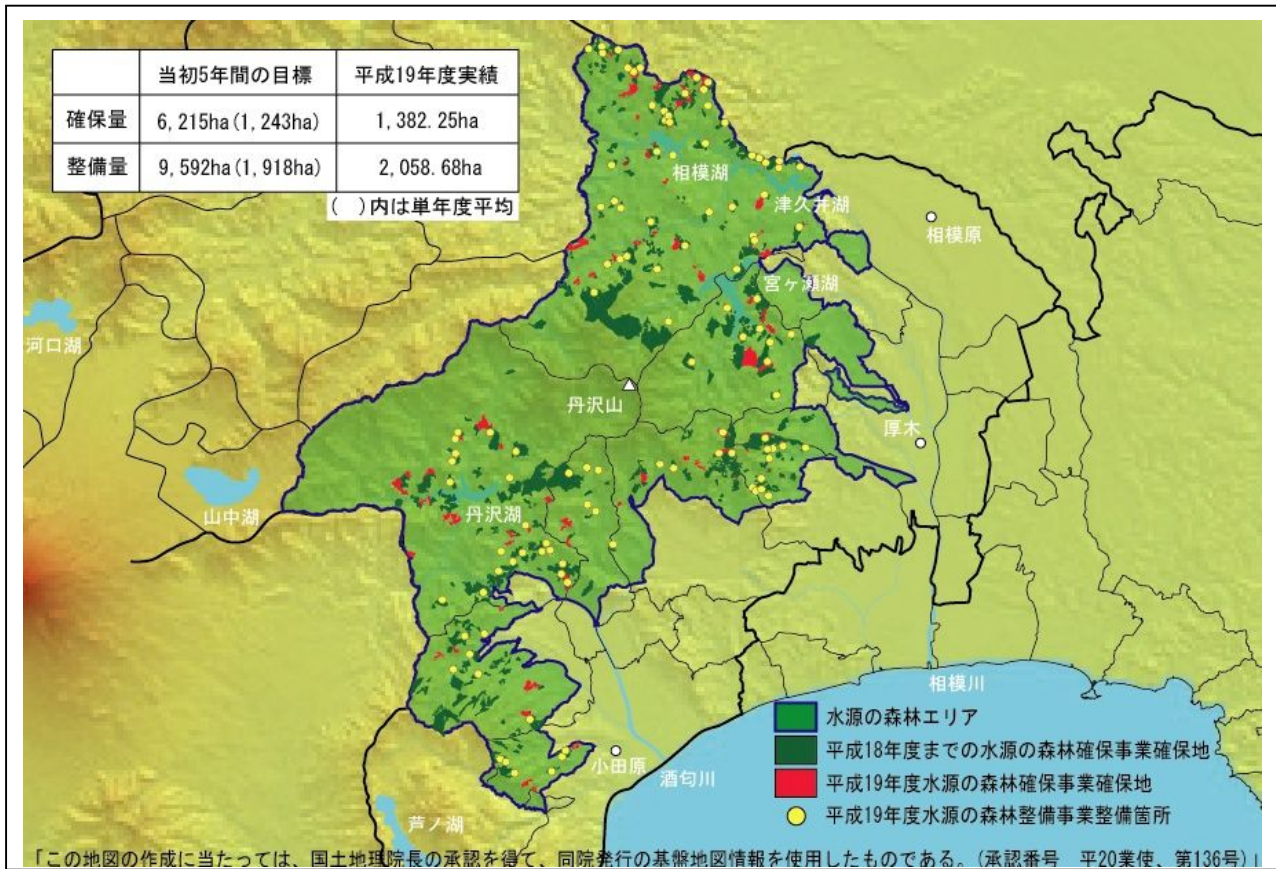 当初5年間の目標 平成19年度実績
確保量 6,215ha(1,243ha) 1,382.25ha
整備量 9,592ha(1,918ha) 2,058.68ha
( )内は単年度平均
相模湖
津久井湖
相模原
宮ヶ瀬湖
河口湖
丹沢山
厚木
山中湖
丹沢湖
相模川
小田原
酒匂川
芦ノ湖
水源の森林エリア
平成18年度までの水源の森林確保事業確保地
平成19年度水源の森林確保事業確保地
平成19年度水源の森林整備事業整備箇所
「この地図の作成に当たっては、国土地理院長の承認を得て、同院発行の基盤地図情報を使用したものである。(承認番号 平20業使、第136号)」